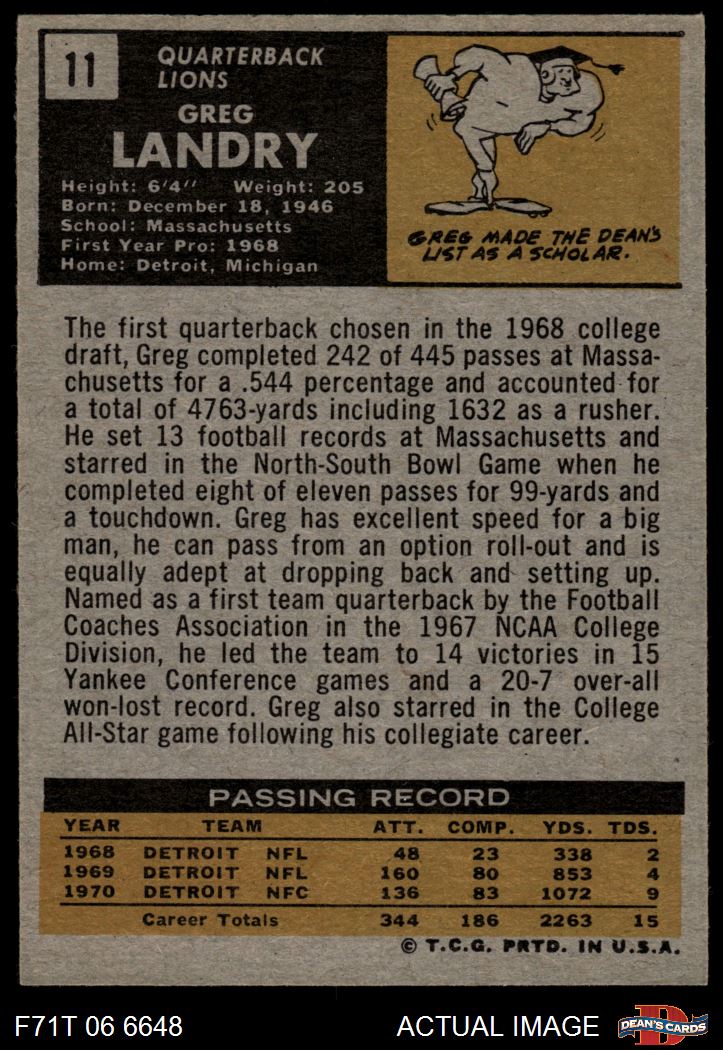 11
QUARTERBACK
LIONS
GREG
LANDRY
Height: 6'4" Weight: 205
Born: December 18, 1946
School: Massachusetts
First Year Pro: 1968
Home: Detroit, Michigan
GREG MADE THE DEAN'S
LIST AS A SCHOLAR.
The first quarterback chosen in the 1968 college
draft, Greg completed 242 of 445 passes at Massa-
chusetts for a .544 percentage and accounted for
a total of 4763-yards including 1632 as a rusher.
He set 13 football records at Massachusetts and
starred in the North-South Bowl Game when he
completed eight of eleven passes for 99-yards and
a touchdown. Greg has excellent speed for a big
man, he can pass from an option roll-out and is
equally adept at dropping back and setting up.
Named as a first team quarterback by the Football
Coaches Association in the 1967 NCAA College
Division, he led the team to 14 victories in 15
Yankee Conference games and a 20-7 over-all
won-lost record. Greg also starred in the College
All-Star game following his collegiate career.
PASSING RECORD
YEAR TEAM ATT. COMP. YDS. TDS.
1968 DETROIT NFL 48 23 338 2
1969 DETROIT NFL 160 80 853 4
1970 DETROIT NFC 136 83 1072 9
Career Totals 344 186 2263 15
© T.C.G. PRTD. IN U.S.A.
F71T 06 6648 ACTUAL IMAGE D DEAN'S CARDS